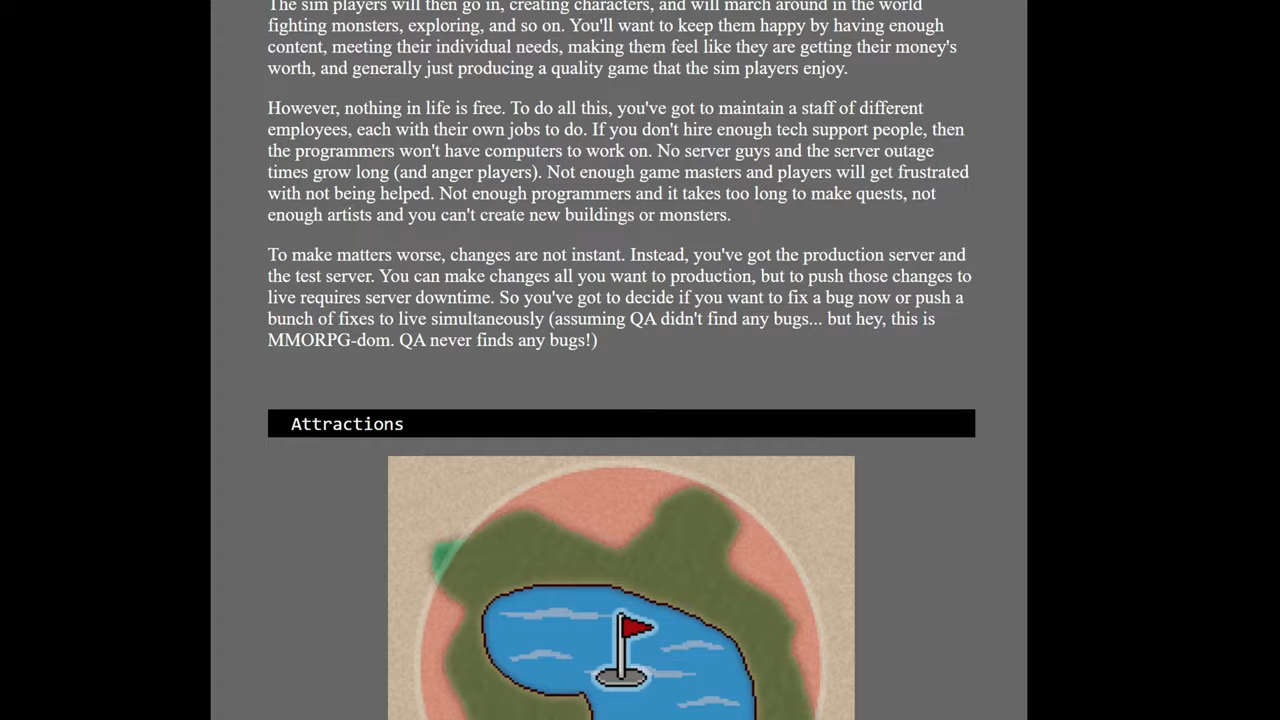 The sim players will then go in, creating characters, and will march around in the world
fighting monsters, exploring, and so on. You'll want to keep them happy by having enough
content, meeting their individual needs, making them feel like they are getting their money's
worth, and generally just producing a quality game that the sim players enjoy.
However, nothing in life is free. To do all this, you've got to maintain a staff of different
employees, each with their own jobs to do. If you don't hire enough tech support people, then
the programmers won't have computers to work on. No server guys and the server outage
times grow long (and anger players). Not enough game masters and players will get frustrated
with not being helped. Not enough programmers and it takes too long to make quests, not
enough artists and you can't create new buildings or monsters.
To make matters worse, changes are not instant. Instead, you've got the production server and
the test server. You can make changes all you want to production, but to push those changes to
live requires server downtime. So you've got to decide if you want to fix a bug now or push a
bunch of fixes to live simultaneously (assuming QA didn't find any bugs... but hey, this is
MMORPG-dom. QA never finds any bugs!)
Attractions